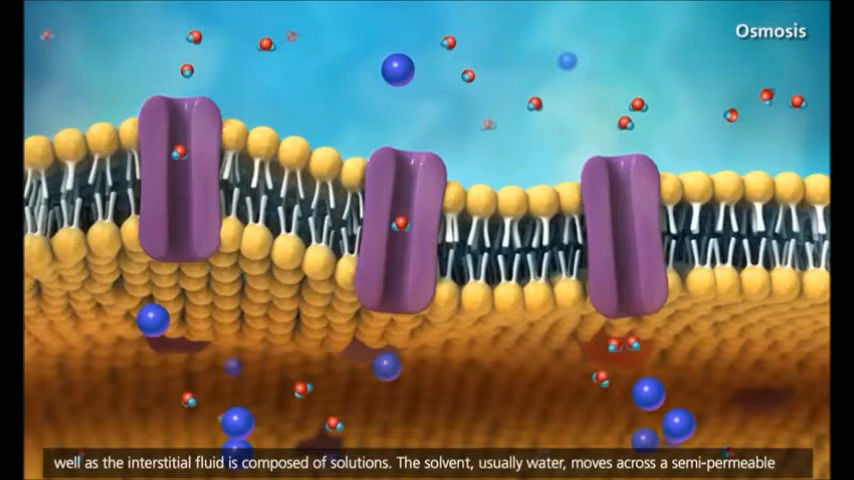 Osmosis
well as the interstitial fluid is composed of solutions. The solvent, usually water, moves across a semi-permeable